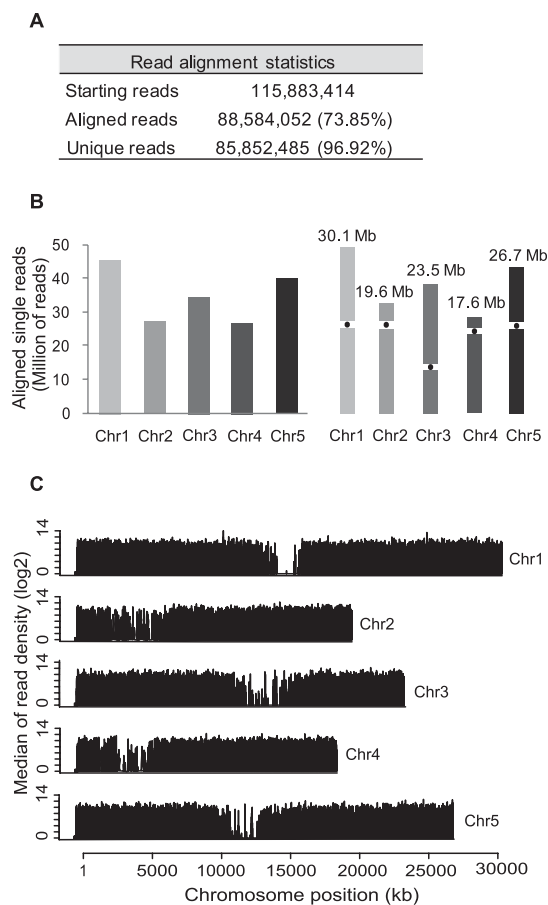 A
Read alignment statistics
Starting reads 115,883,414
Aligned reads 88,584,052 (73.85%)
Unique reads 85,852,485 (96.92%)
B
Aligned single reads
(Million of reads)
50
40
30
20
10
0
Chr1 Chr2 Chr3 Chr4 Chr5
30.1 Mb
19.6 Mb
23.5 Mb
17.6 Mb
26.7 Mb
Chr1 Chr2 Chr3 Chr4 Chr5
C
Median of read density (log2)
14
0
Chr1
14
0
Chr2
14
0
Chr3
14
0
Chr4
14
0
Chr5
1 5000 10000 15000 20000 25000 30000
Chromosome position (kb)